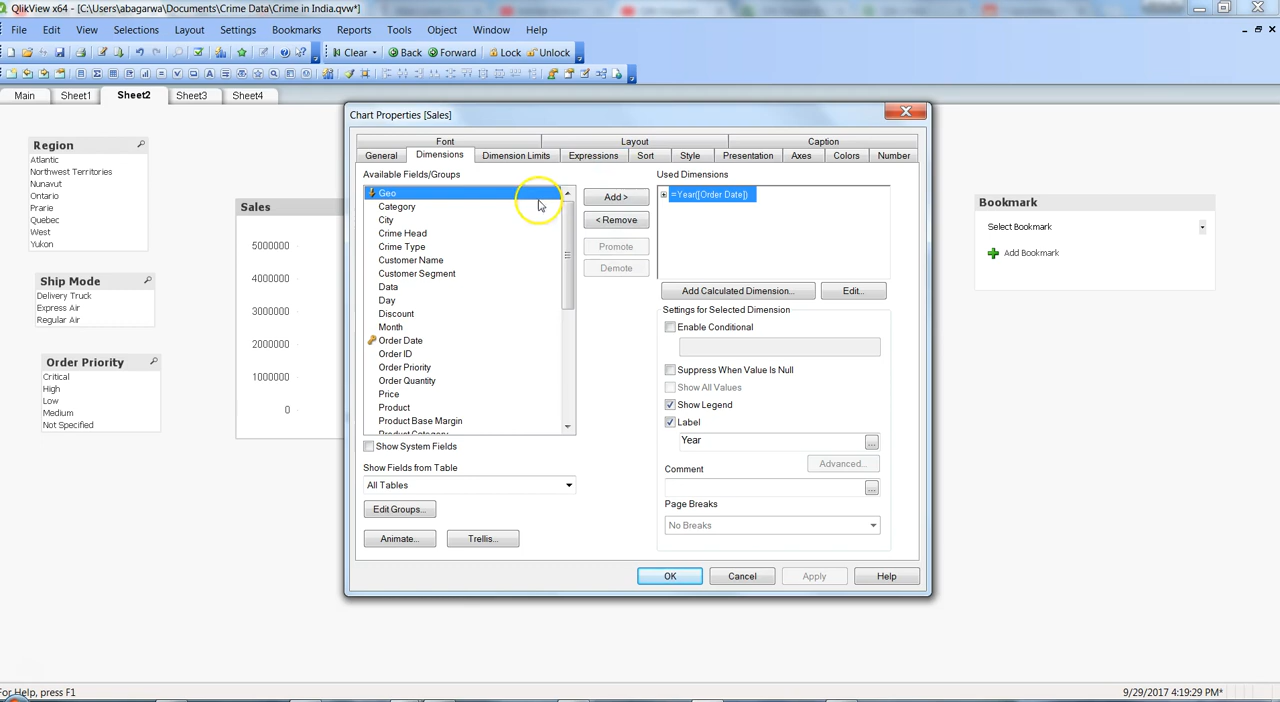 QlikView x64 - [C:\Users\abagarwa\Documents\Crime Data\Crime in India.qvw*]
File Edit View Selections Layout Settings Bookmarks Reports Tools Object Window Help
Clear Back Forward Lock Unlock
Main Sheet1 Sheet2 Sheet3 Sheet4
Region
Atlantic
Northwest Territories
Nunavut
Ontario
Prarie
Quebec
West
Yukon
Ship Mode
Delivery Truck
Express Air
Regular Air
Order Priority
Critical
High
Low
Medium
Not Specified
Sales
5000000
4000000
3000000
2000000
1000000
0
Chart Properties [Sales]
Font Layout Caption
General Dimensions Dimension Limits Expressions Sort Style Presentation Axes Colors Number
Available Fields/Groups
Geo
Category
City
Crime Head
Crime Type
Customer Name
Customer Segment
Data
Day
Discount
Month
Order Date
Order ID
Order Priority
Order Quantity
Price
Product
Product Base Margin
Product Category
Show System Fields
Show Fields from Table
All Tables
Edit Groups...
Animate... Trellis...
Add >
< Remove
Promote
Demote
Used Dimensions
=Year([Order Date])
Add Calculated Dimension... Edit...
Settings for Selected Dimension
Enable Conditional
Suppress When Value Is Null
Show All Values
Show Legend
Label
Year
...
Advanced...
Comment
...
Page Breaks
No Breaks
OK Cancel Apply Help
Bookmark
Select Bookmark
Add Bookmark
For Help, press F1
9/29/2017 4:19:29 PM*